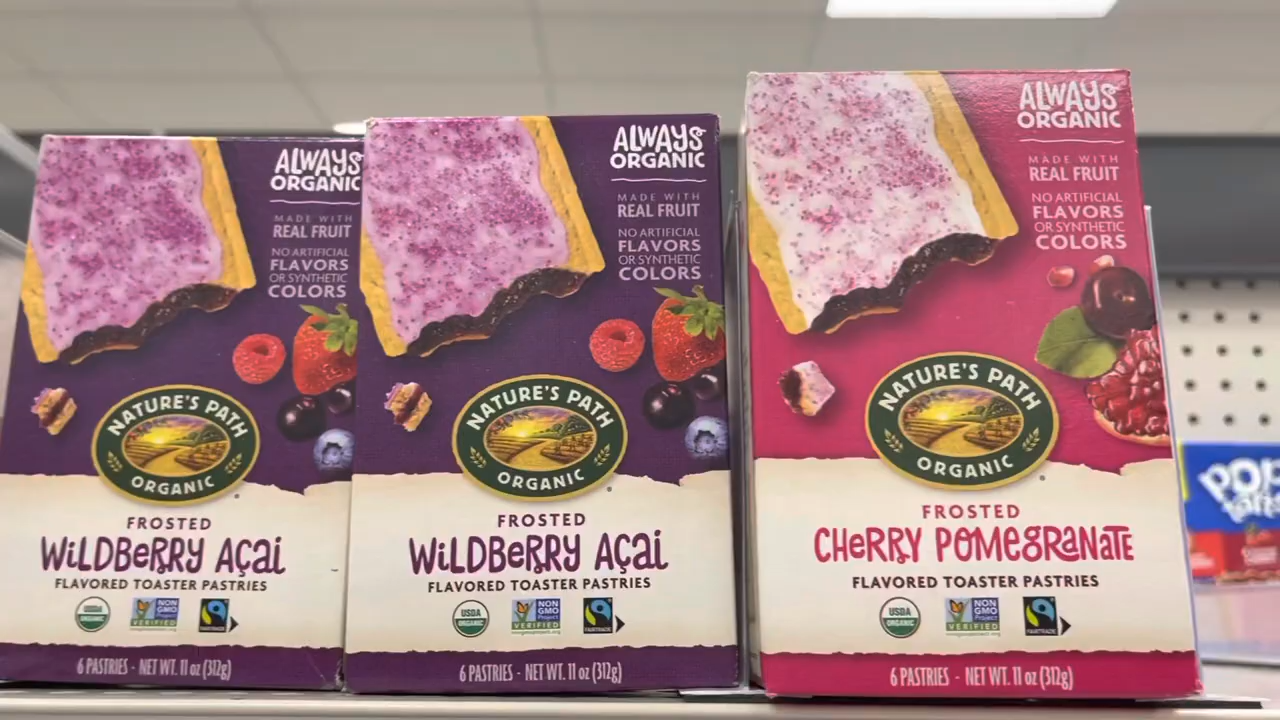 ALWAYS
ORGANIC
MADE WITH
REAL FRUIT
NO ARTIFICIAL
FLAVORS
OR SYNTHETIC
COLORS
NATURE'S PATH
ORGANIC
FROSTED
WILDBERRY AÇAI
FLAVORED TOASTER PASTRIES
USDA
ORGANIC
NON
GMO
Project
VERIFIED
FAIRTRADE
6 PASTRIES - NET WT. 11 oz (312g)
ALWAYS
ORGANIC
MADE WITH
REAL FRUIT
NO ARTIFICIAL
FLAVORS
OR SYNTHETIC
COLORS
NATURE'S PATH
ORGANIC
FROSTED
WILDBERRY AÇAI
FLAVORED TOASTER PASTRIES
USDA
ORGANIC
NON
GMO
Project
VERIFIED
nongmoproject.org
FAIRTRADE
6 PASTRIES - NET WT. 11 oz (312g)
ALWAYS
ORGANIC
MADE WITH
REAL FRUIT
NO ARTIFICIAL
FLAVORS
OR SYNTHETIC
COLORS
NATURE'S PATH
ORGANIC
FROSTED
CHERRY POMEGRANATE
FLAVORED TOASTER PASTRIES
USDA
ORGANIC
NON
GMO
Project
VERIFIED
nongmoproject.org
FAIRTRADE
6 PASTRIES - NET WT. 11 oz (312g)
POP